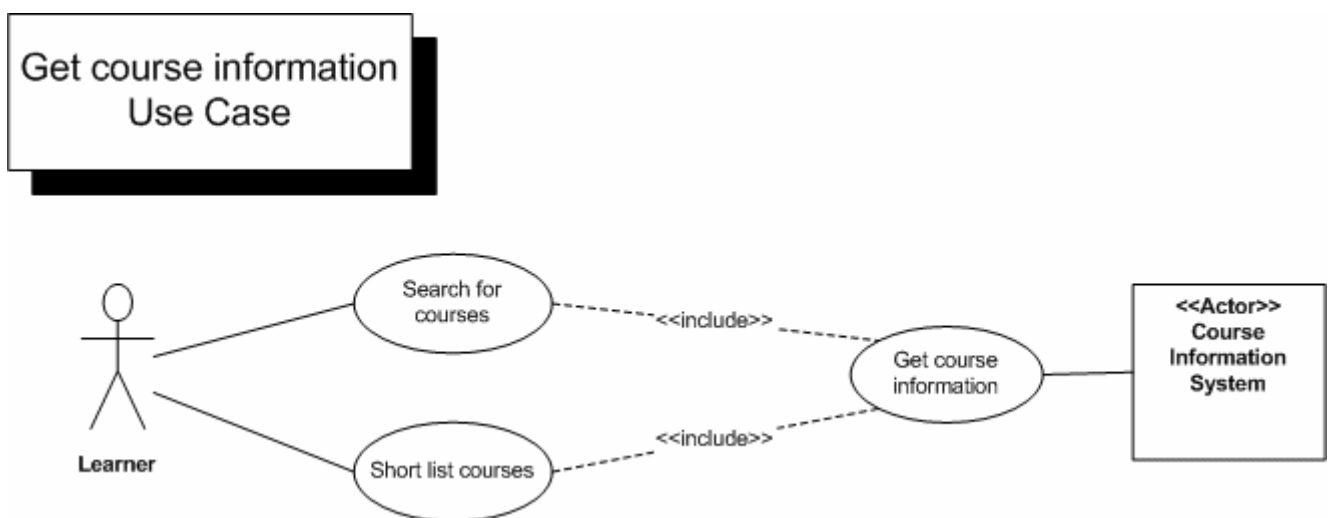 Get course information
Use Case
Search for
courses
<<include>>
<<Actor>>
Course
Information
System
Get course
information
<<include>>
Learner
Short list courses